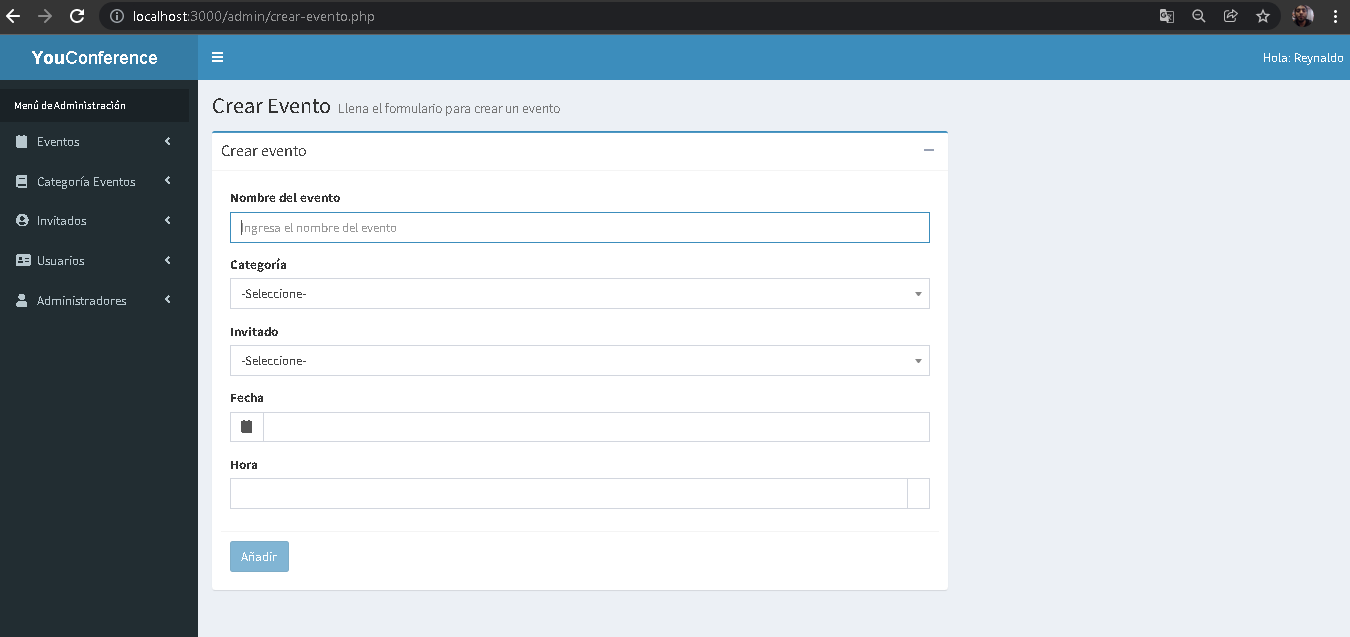 localhost:3000/admin/crear-evento.php
YouConference
Hola: Reynaldo
Menú de Administración
Eventos
Categoría Eventos
Invitados
Usuarios
Administradores
Crear Evento Llena el formulario para crear un evento
Crear evento
Nombre del evento
Ingresa el nombre del evento
Categoría
-Seleccione-
Invitado
-Seleccione-
Fecha
Hora
Añadir